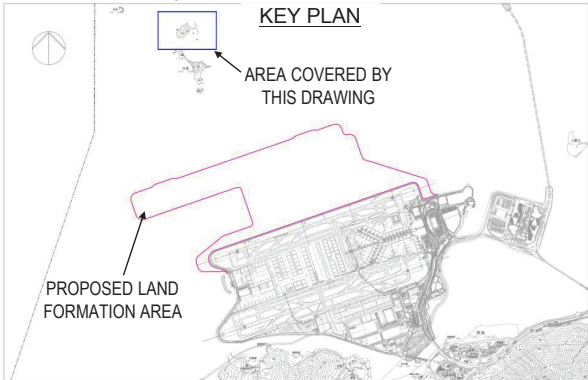 KEY PLAN
AREA COVERED BY
THIS DRAWING
PROPOSED LAND
FORMATION AREA